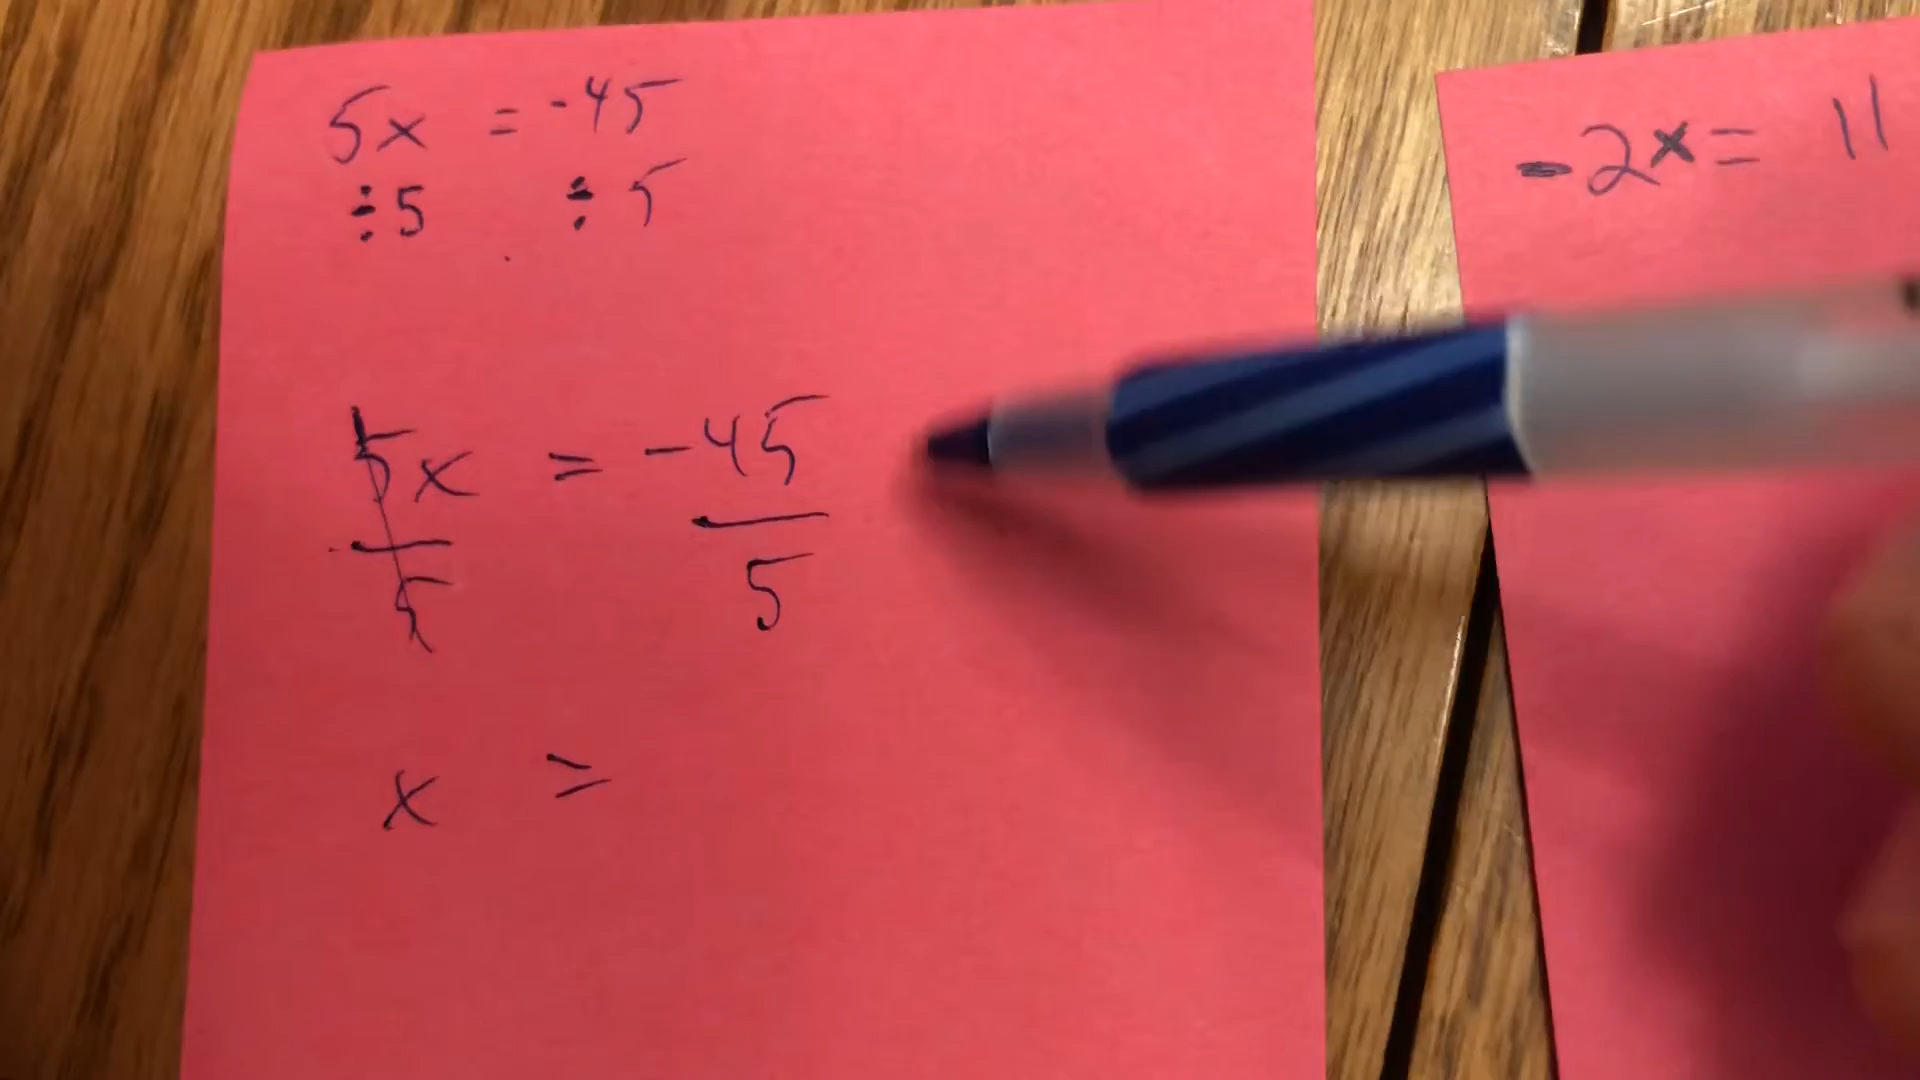 5x = -45
÷5 ÷5
5x = -45
5 5
x =
-2x = 11